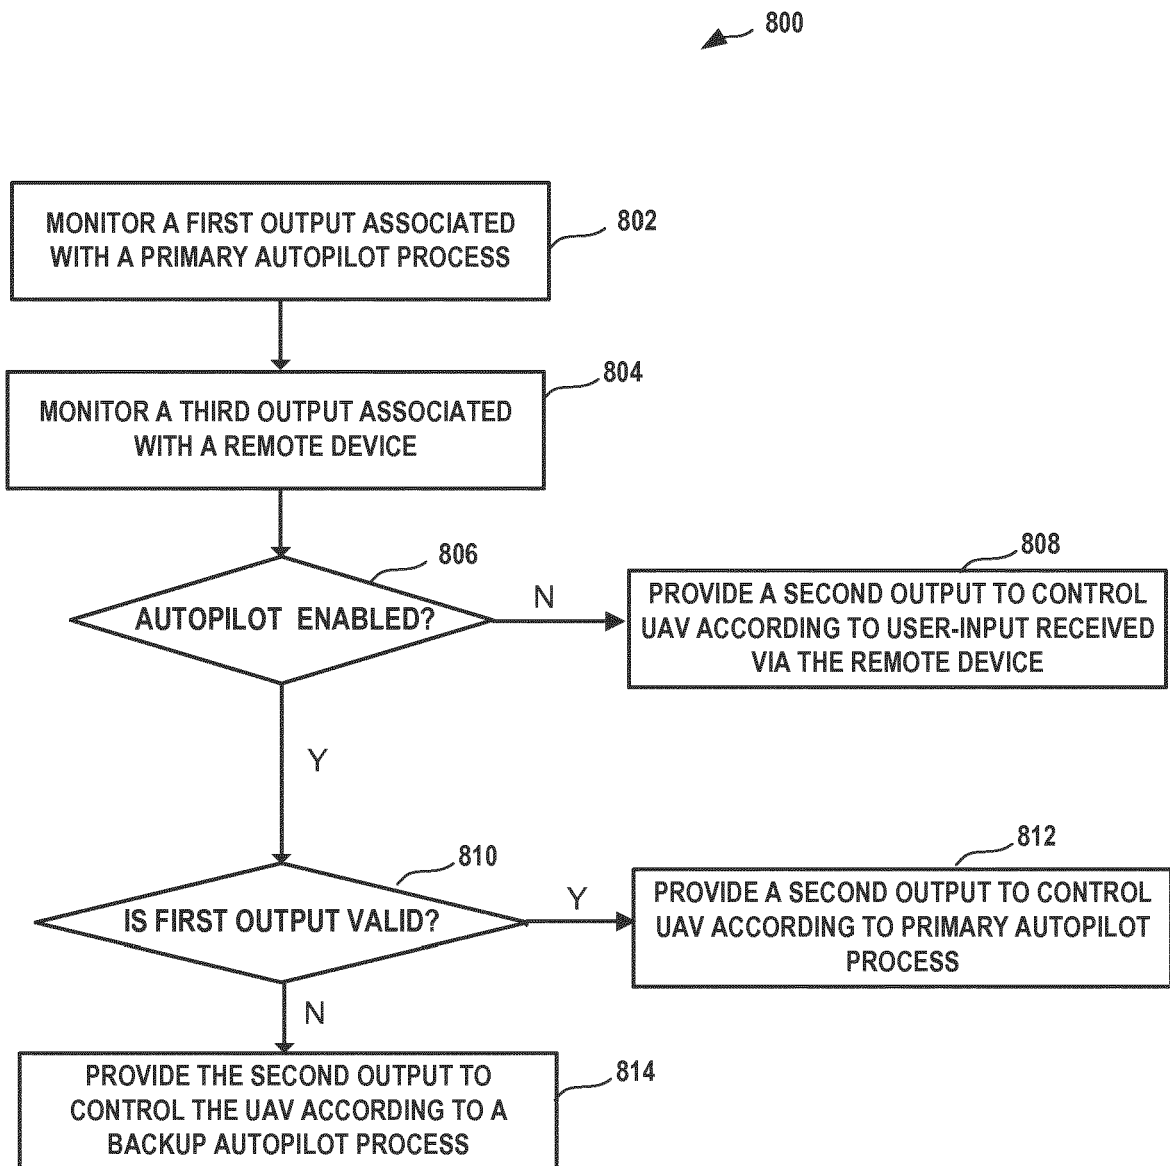 800
MONITOR A FIRST OUTPUT ASSOCIATED
WITH A PRIMARY AUTOPILOT PROCESS
802
MONITOR A THIRD OUTPUT ASSOCIATED
WITH A REMOTE DEVICE
804
AUTOPILOT ENABLED?
806
N
PROVIDE A SECOND OUTPUT TO CONTROL
UAV ACCORDING TO USER-INPUT RECEIVED
VIA THE REMOTE DEVICE
808
Y
IS FIRST OUTPUT VALID?
810
Y
PROVIDE A SECOND OUTPUT TO CONTROL
UAV ACCORDING TO PRIMARY AUTOPILOT
PROCESS
812
N
PROVIDE THE SECOND OUTPUT TO
CONTROL THE UAV ACCORDING TO A
BACKUP AUTOPILOT PROCESS
814